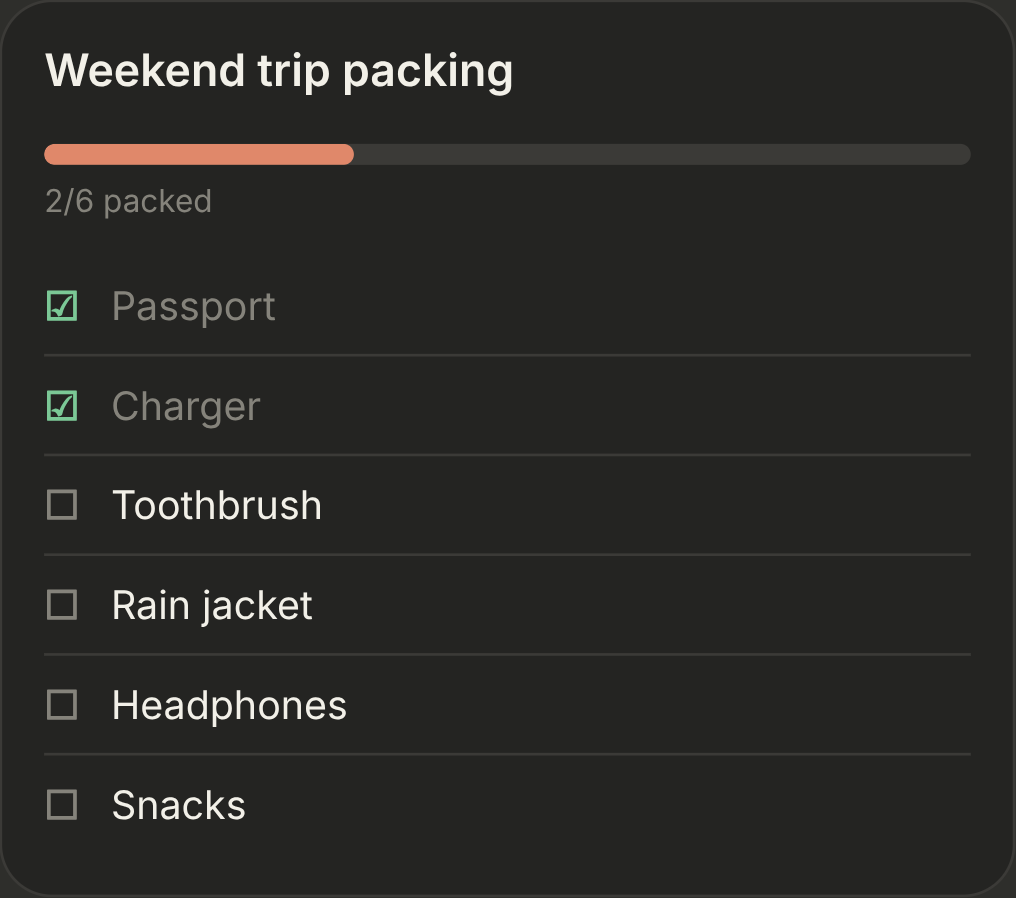 Weekend trip packing
2/6 packed
Passport
Charger
Toothbrush
Rain jacket
Headphones
Snacks